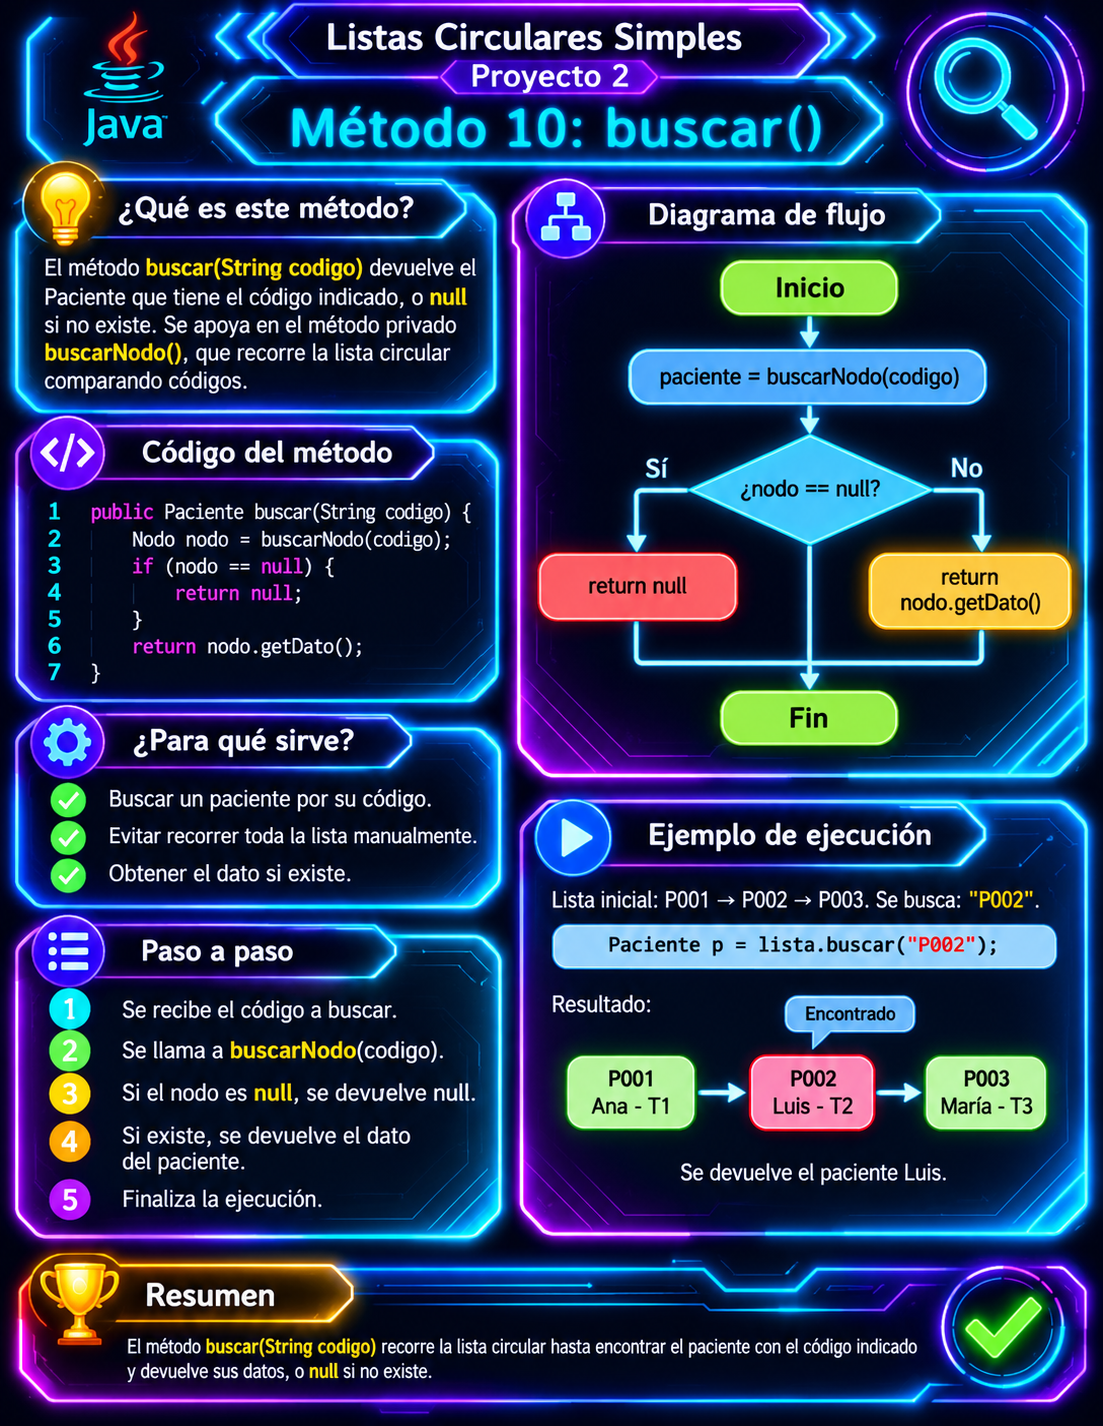 Java™
Listas Circulares Simples
Proyecto 2
Método 10: buscar()
¿Qué es este método?
El método buscar(String codigo) devuelve el
Paciente que tiene el código indicado, o null
si no existe. Se apoya en el método privado
buscarNodo(), que recorre la lista circular
comparando códigos.
Código del método
1 public Paciente buscar(String codigo) {
2 Nodo nodo = buscarNodo(codigo);
3 if (nodo == null) {
4 return null;
5 }
6 return nodo.getDato();
7 }
¿Para qué sirve?
Buscar un paciente por su código.
Evitar recorrer toda la lista manualmente.
Obtener el dato si existe.
Paso a paso
1 Se recibe el código a buscar.
2 Se llama a buscarNodo(codigo).
3 Si el nodo es null, se devuelve null.
4 Si existe, se devuelve el dato
del paciente.
5 Finaliza la ejecución.
Diagrama de flujo
Inicio
paciente = buscarNodo(codigo)
Sí
¿nodo == null?
No
return null
return
nodo.getDato()
Fin
Ejemplo de ejecución
Lista inicial: P001 → P002 → P003. Se busca: "P002".
Paciente p = lista.buscar("P002");
Resultado:
Encontrado
P001
Ana - T1
P002
Luis - T2
P003
María - T3
Se devuelve el paciente Luis.
Resumen
El método buscar(String codigo) recorre la lista circular hasta encontrar el paciente con el código indicado
y devuelve sus datos, o null si no existe.